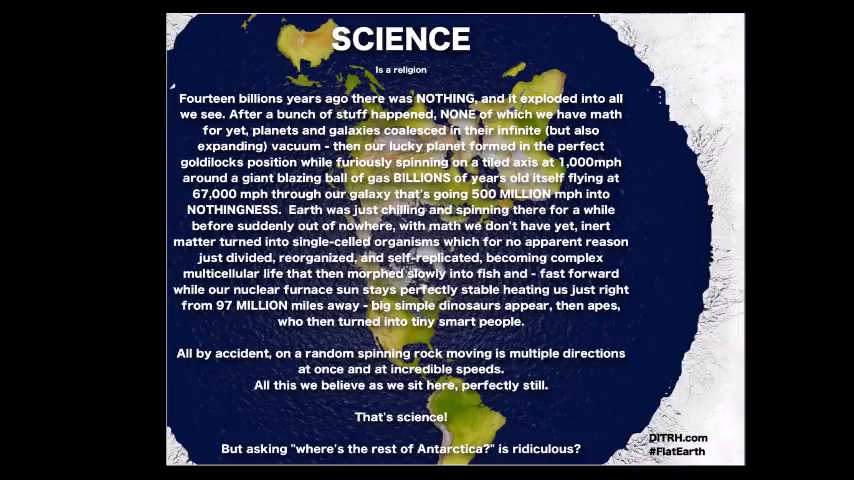 SCIENCE
Is a religion
Fourteen billions years ago there was NOTHING, and it exploded into all
we see. After a bunch of stuff happened, NONE of which we have math
for yet, planets and galaxies coalesced in their infinite (but also
expanding) vacuum - then our lucky planet formed in the perfect
goldilocks position while furiously spinning on a tiled axis at 1,000mph
around a giant blazing ball of gas BILLIONS of years old itself flying at
67,000 mph through our galaxy that's going 500 MILLION mph into
NOTHINGNESS. Earth was just chilling and spinning there for a while
before suddenly out of nowhere, with math we don't have yet, inert
matter turned into single-celled organisms which for no apparent reason
just divided, reorganized, and self-replicated, becoming complex
multicellular life that then morphed slowly into fish and - fast forward
while our nuclear furnace sun stays perfectly stable heating us just right
from 97 MILLION miles away - big simple dinosaurs appear, then apes,
who then turned into tiny smart people.
All by accident, on a random spinning rock moving is multiple directions
at once and at incredible speeds.
All this we believe as we sit here, perfectly still.
That's science!
But asking "where's the rest of Antarctica?" is ridiculous?
DITRH.com
#FlatEarth